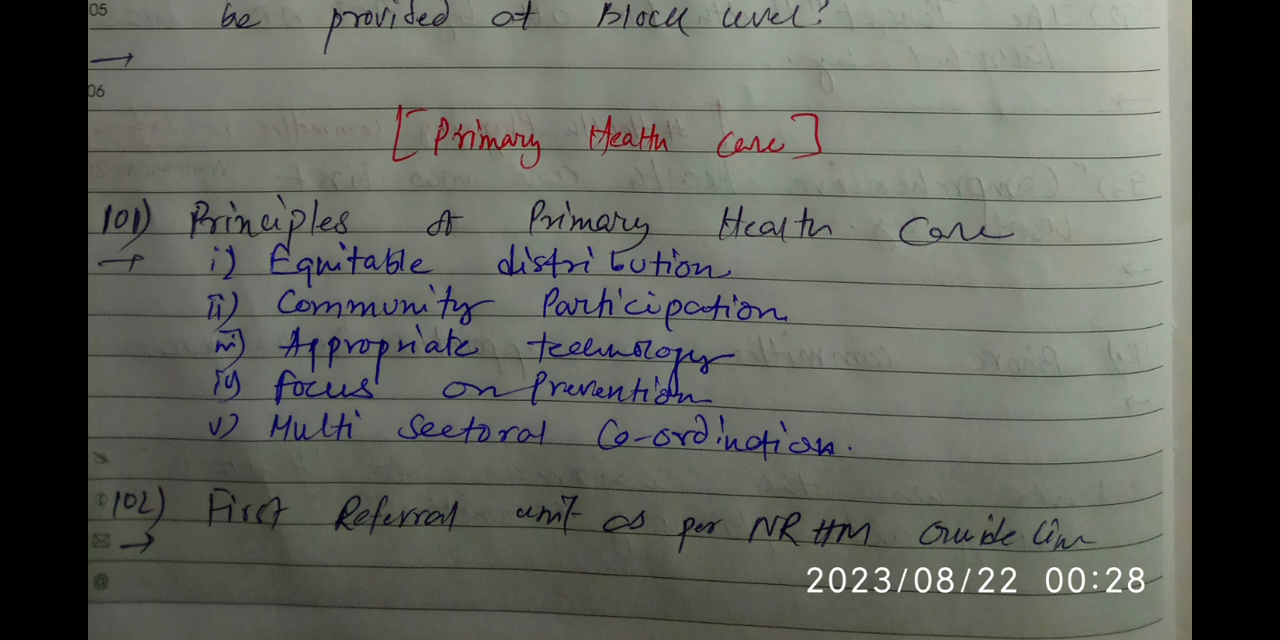 05
be provided at Block level?
→
06
[Primary Health Care]
101) Principles of Primary Health Care
→ i) Equitable distribution
ii) Community Participation
iii) Appropriate technology
iv) focus on Prevention
v) Multi Sectoral Co-ordination.
102) First Referral unit as per NRHM Guideline
→
@
2023/08/22 00:28